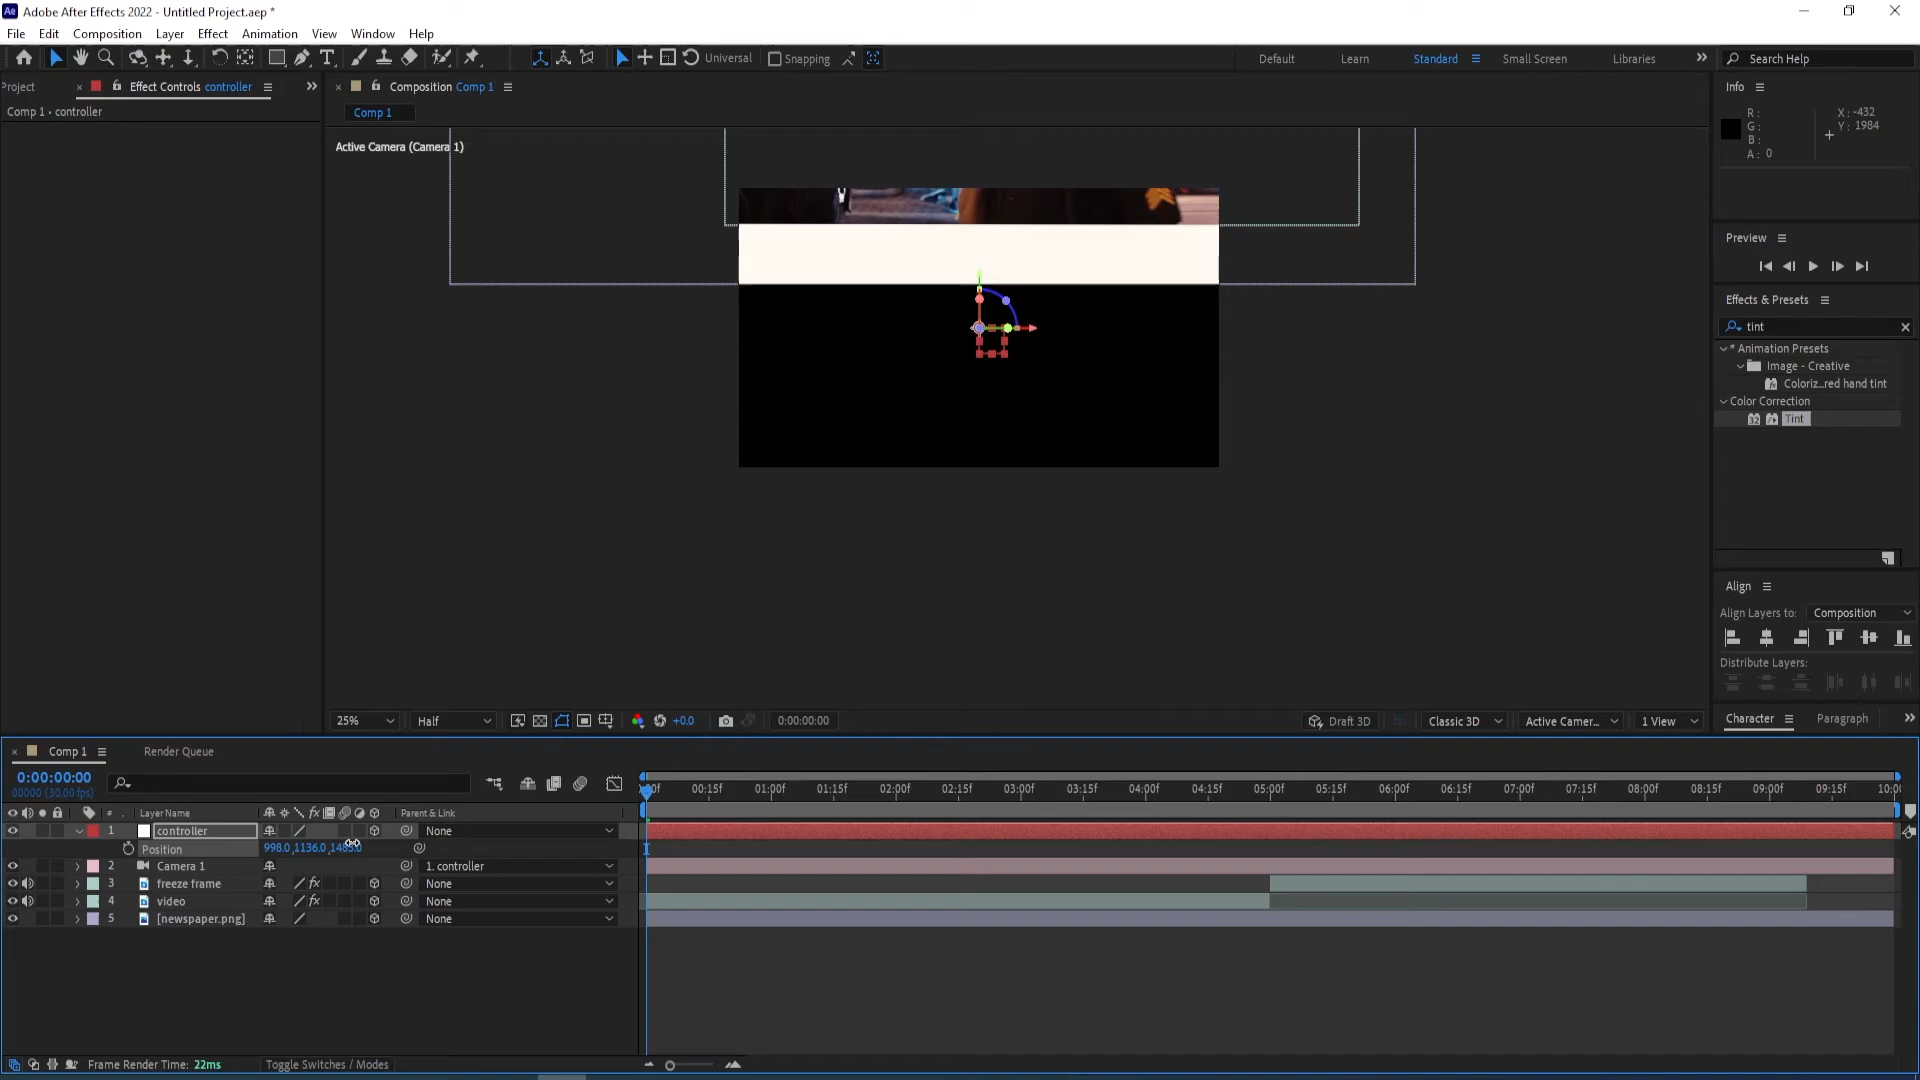 Ae Adobe After Effects 2022 - Untitled Project.aep *
File Edit Composition Layer Effect Animation View Window Help
Universal Snapping Default Learn Standard Small Screen Libraries Search Help
Project Effect Controls controller
Comp 1 • controller
Composition Comp 1
Comp 1
Active Camera (Camera 1)
Info
R :
G :
B :
A : 0
X : -432
Y : 1984
Preview
Effects & Presets
tint
* Animation Presets
Image - Creative
Coloriz...red hand tint
Color Correction
32 Tint
Align
Align Layers to: Composition
Distribute Layers:
Character Paragraph
25% Half +0.0 0:00:00:00 Draft 3D Classic 3D Active Camer... 1 View
Comp 1 Render Queue
0:00:00:00
00000 (30.00 fps)
:00f 00:15f 01:00f 01:15f 02:00f 02:15f 03:00f 03:15f 04:00f 04:15f 05:00f 05:15f 06:00f 06:15f 07:00f 07:15f 08:00f 08:15f 09:00f 09:15f 10:0
# Layer Name fx Parent & Link
1 controller None
Position 998.0 ,1136.0 ,1485.0
2 Camera 1 1. controller
3 freeze frame fx None
4 video fx None
5 [newspaper.png] None
Frame Render Time: 22ms Toggle Switches / Modes